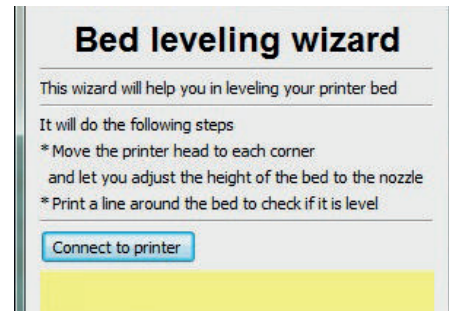 Bed leveling wizard
This wizard will help you in leveling your printer bed
It will do the following steps
* Move the printer head to each corner
and let you adjust the height of the bed to the nozzle
* Print a line around the bed to check if it is level
Connect to printer